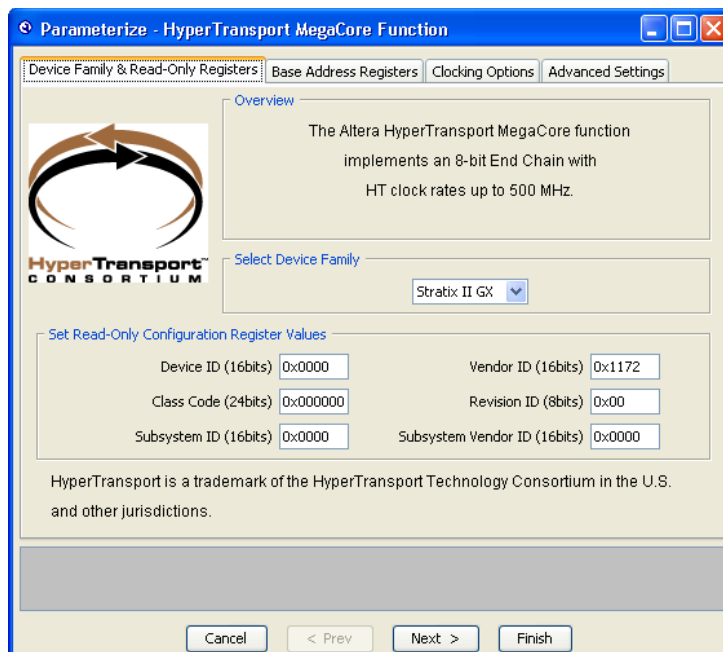 Parameterize - HyperTransport MegaCore Function
Device Family & Read-Only Registers Base Address Registers Clocking Options Advanced Settings
Overview
The Altera HyperTransport MegaCore function
implements an 8-bit End Chain with
HT clock rates up to 500 MHz.
HyperTransport™
CONSORTIUM
Select Device Family
Stratix II GX
Set Read-Only Configuration Register Values
Device ID (16bits) 0x0000 Vendor ID (16bits) 0x1172
Class Code (24bits) 0x000000 Revision ID (8bits) 0x00
Subsystem ID (16bits) 0x0000 Subsystem Vendor ID (16bits) 0x0000
HyperTransport is a trademark of the HyperTransport Technology Consortium in the U.S.
and other jurisdictions.
Cancel < Prev Next > Finish